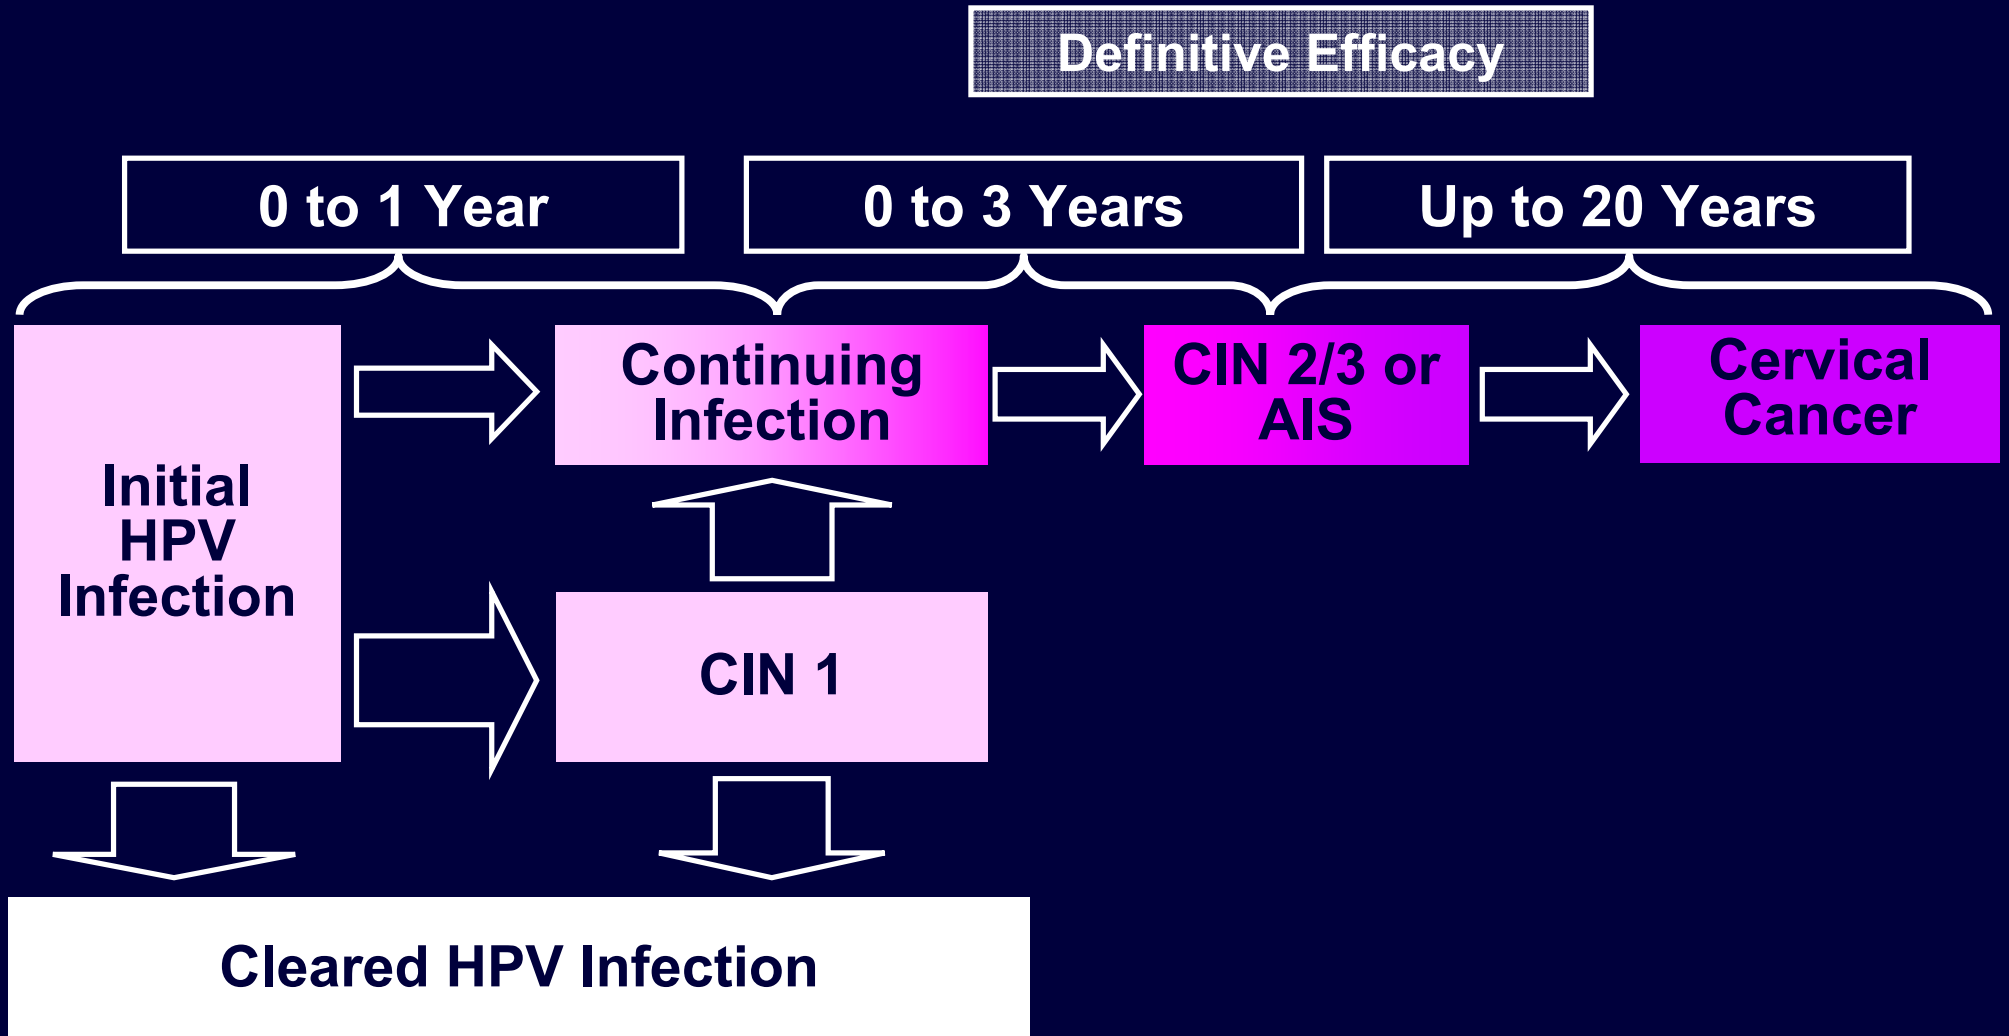 Definitive Efficacy
0 to 1 Year
0 to 3 Years
Up to 20 Years
Initial
HPV
Infection
Continuing
Infection
CIN 2/3 or
AIS
Cervical
Cancer
CIN 1
Cleared HPV Infection